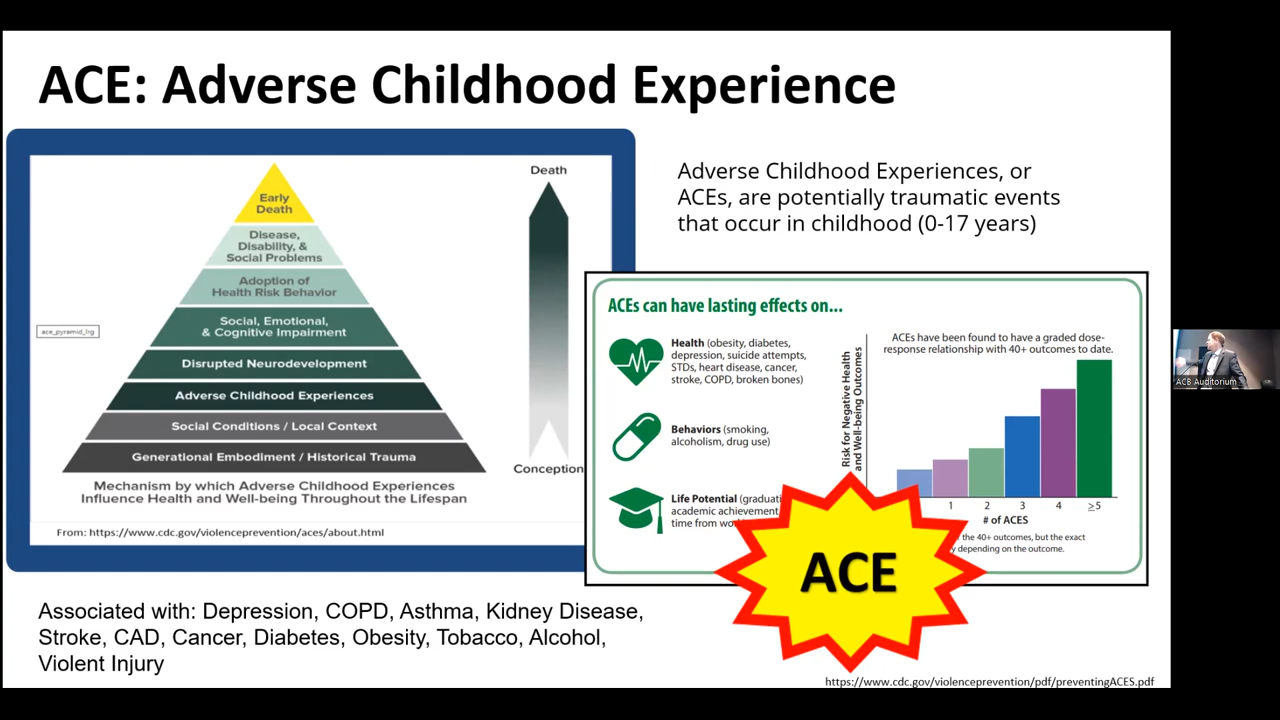 ACE: Adverse Childhood Experience
Early
Death
Disease,
Disability, &
Social Problems
Adoption of
Health Risk Behavior
Social, Emotional,
& Cognitive Impairment
Disrupted Neurodevelopment
Adverse Childhood Experiences
Social Conditions / Local Context
Generational Embodiment / Historical Trauma
ace_pyramid_lrg
Death
Conception
Mechanism by which Adverse Childhood Experiences
Influence Health and Well-being Throughout the Lifespan
From: https://www.cdc.gov/violenceprevention/aces/about.html
Adverse Childhood Experiences, or
ACEs, are potentially traumatic events
that occur in childhood (0-17 years)
ACEs can have lasting effects on...
Health (obesity, diabetes,
depression, suicide attempts,
STDs, heart disease, cancer,
stroke, COPD, broken bones)
Behaviors (smoking,
alcoholism, drug use)
Life Potential (graduati
academic achievement
time from wo
ACEs have been found to have a graded dose-
response relationship with 40+ outcomes to date.
Risk for Negative Health
and Well-being Outcomes
1 2 3 4 ≥5
# of ACES
the 40+ outcomes, but the exact
depending on the outcome.
ACE
Associated with: Depression, COPD, Asthma, Kidney Disease,
Stroke, CAD, Cancer, Diabetes, Obesity, Tobacco, Alcohol,
Violent Injury
https://www.cdc.gov/violenceprevention/pdf/preventingACES.pdf
ACB Auditorium